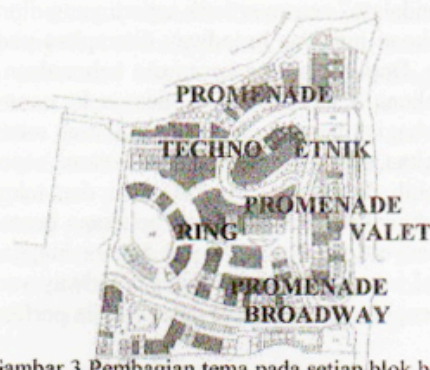 PROMENADE
TECHNO ETNIK
PROMENADE
RING VALET
PROMENADE
BROADWAY
Gambar 3 Pembagian tema pada setiap blok b